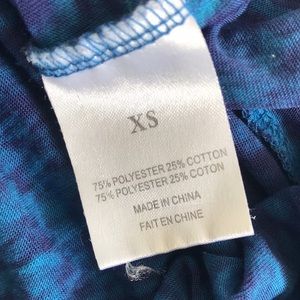 XS
75% POLYESTER 25% COTTON
75% POLYESTER 25% COTON
MADE IN CHINA
FAIT EN CHINE